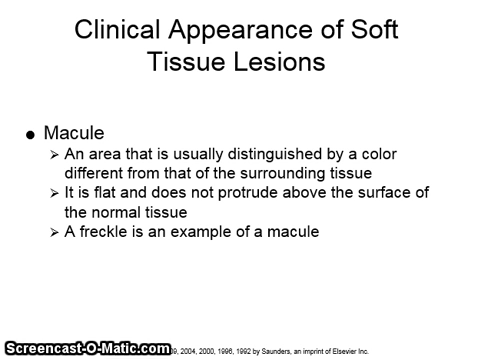 Clinical Appearance of Soft
Tissue Lesions
● Macule
➢ An area that is usually distinguished by a color
different from that of the surrounding tissue
➢ It is flat and does not protrude above the surface of
the normal tissue
➢ A freckle is an example of a macule
Screencast-O-Matic.com 9, 2004, 2000, 1996, 1992 by Saunders, an imprint of Elsevier Inc.